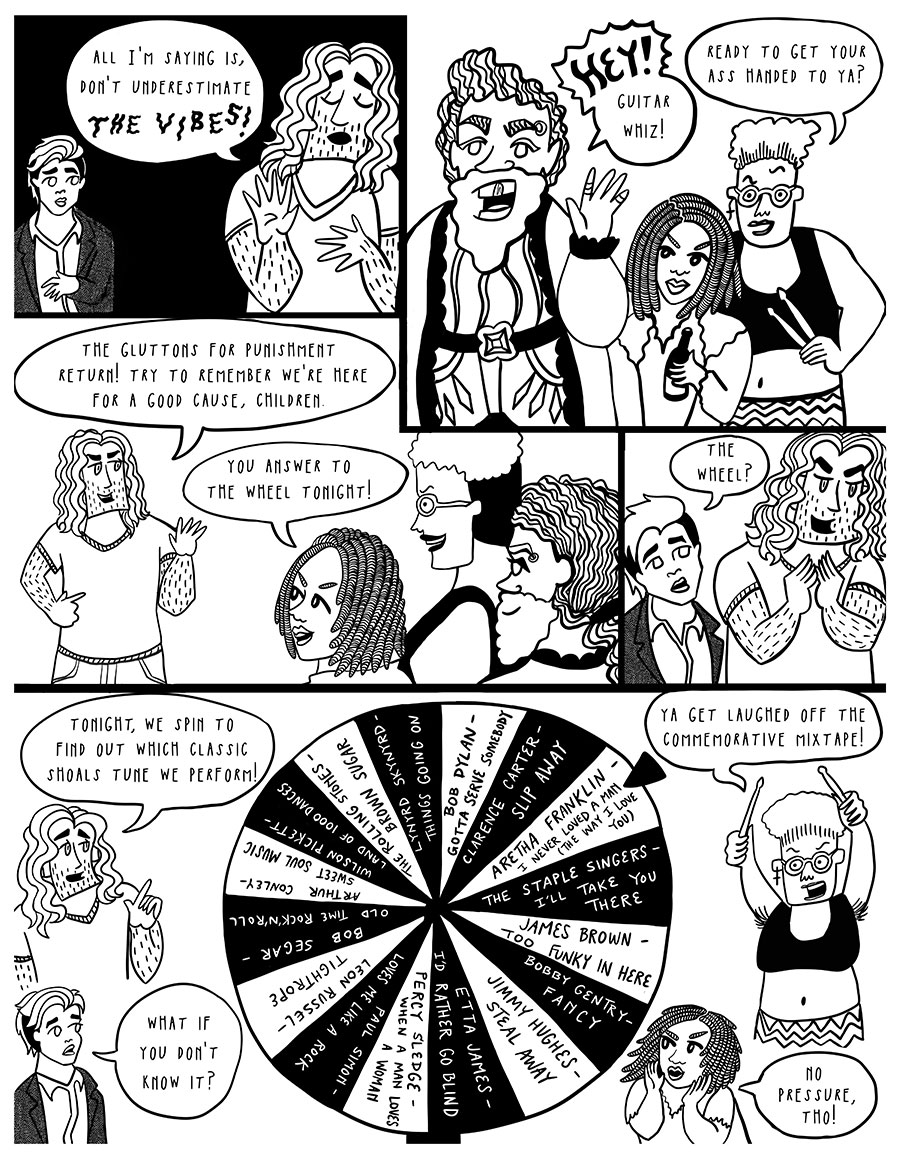 ALL I'M SAYING IS,
DON'T UNDERESTIMATE
THE VIBES!
HEY!
GUITAR
WHIZ!
READY TO GET YOUR
ASS HANDED TO YA?
THE GLUTTONS FOR PUNISHMENT
RETURN! TRY TO REMEMBER WE'RE HERE
FOR A GOOD CAUSE, CHILDREN.
YOU ANSWER TO
THE WHEEL TONIGHT!
THE
WHEEL?
TONIGHT, WE SPIN TO
FIND OUT WHICH CLASSIC
SHOALS TUNE WE PERFORM!
YA GET LAUGHED OFF THE
COMMEMORATIVE MIXTAPE!
LYNYRD SKYNYRD-
THINGS GOING ON
BOB DYLAN-
GOTTA SERVE SOMEBODY
CLARENCE CARTER-
SLIP AWAY
ARETHA FRANKLIN-
I NEVER LOVED A MAN
(THE WAY I LOVE
YOU)
THE STAPLE SINGERS-
I'LL TAKE YOU
THERE
JAMES BROWN-
TOO FUNKY IN HERE
BOBBY GENTRY-
FANCY
JIMMY HUGHES-
STEAL AWAY
ETTA JAMES-
I'D RATHER GO BLIND
PERCY SLEDGE-
WHEN A MAN LOVES
A WOMAN
PAUL SIMON-
LOVES ME LIKE A ROCK
LEON RUSSEL-
TIGHTROPE
BOB SEGAR-
OLD TIME ROCK'N'ROLL
ARTHUR CONLEY-
SWEET SOUL MUSIC
WILSON PICKETT-
LAND OF 1000 DANCES
THE ROLLING STONES-
BROWN SUGAR
WHAT IF
YOU DON'T
KNOW IT?
NO
PRESSURE,
THO!